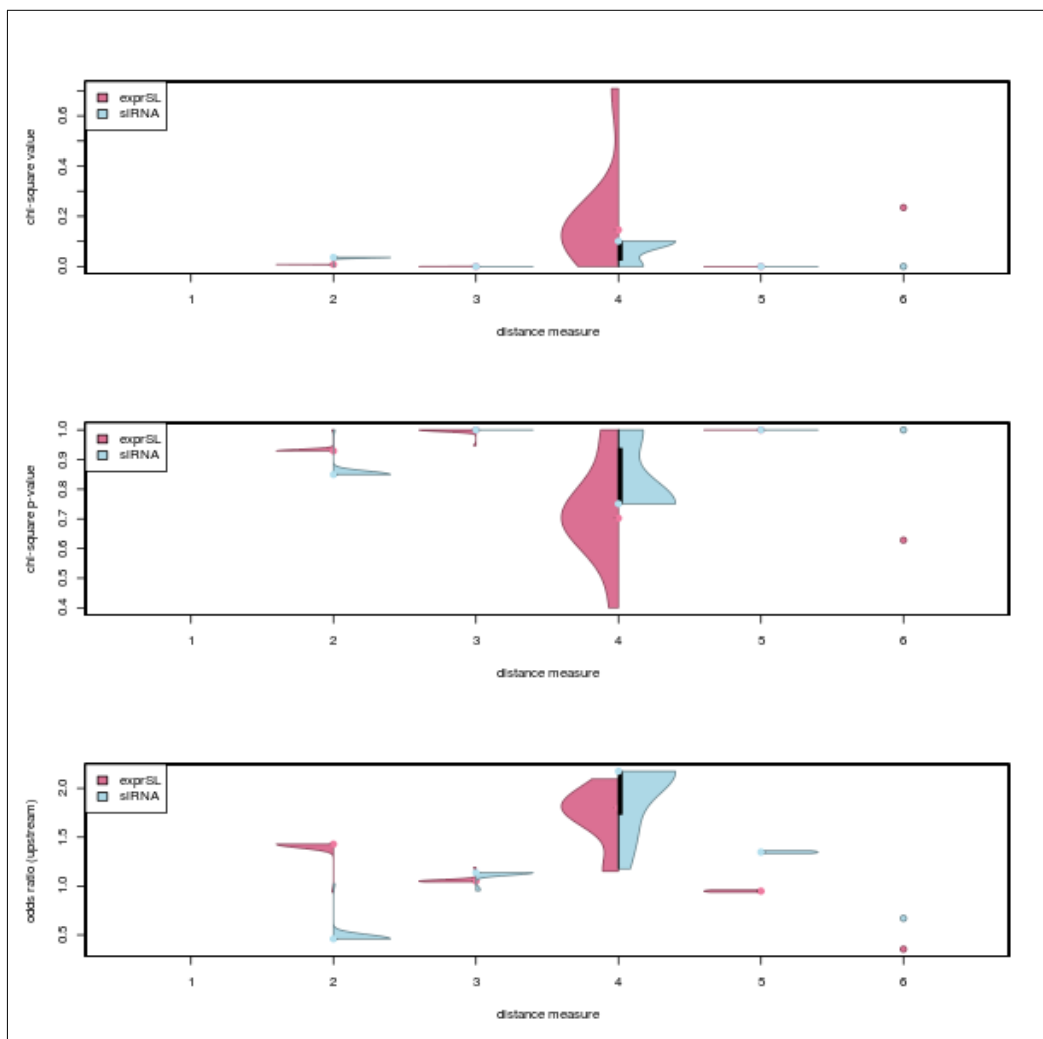 exprSL
siRNA
chi-square value
0.0
0.2
0.4
0.6
1 2 3 4 5 6
distance measure
exprSL
siRNA
chi-square p-value
0.4
0.5
0.6
0.7
0.8
0.9
1.0
1 2 3 4 5 6
distance measure
exprSL
siRNA
odds ratio (upstream)
0.5
1.0
1.5
2.0
1 2 3 4 5 6
distance measure